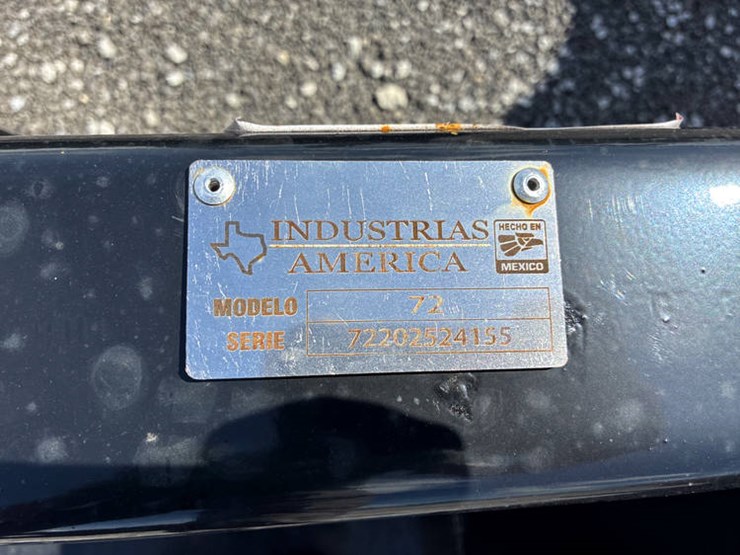 INDUSTRIAS
AMERICA
HECHO EN
MEXICO
MODELO 72
SERIE 72202524155